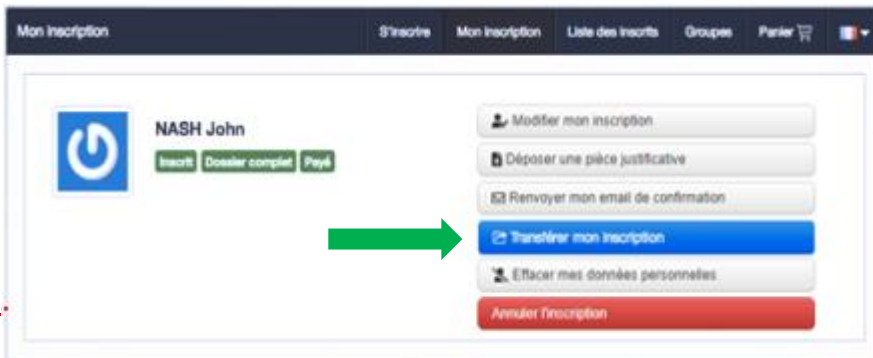 Mon Inscription S'inscrire Mon inscription Liste des inscrits Groupes Panier
NASH John
Inscrit Dossier complet Payé
Modifier mon inscription
Déposer une pièce justificative
Renvoyer mon email de confirmation
Transférer mon inscription
Effacer mes données personnelles
Annuler l'inscription